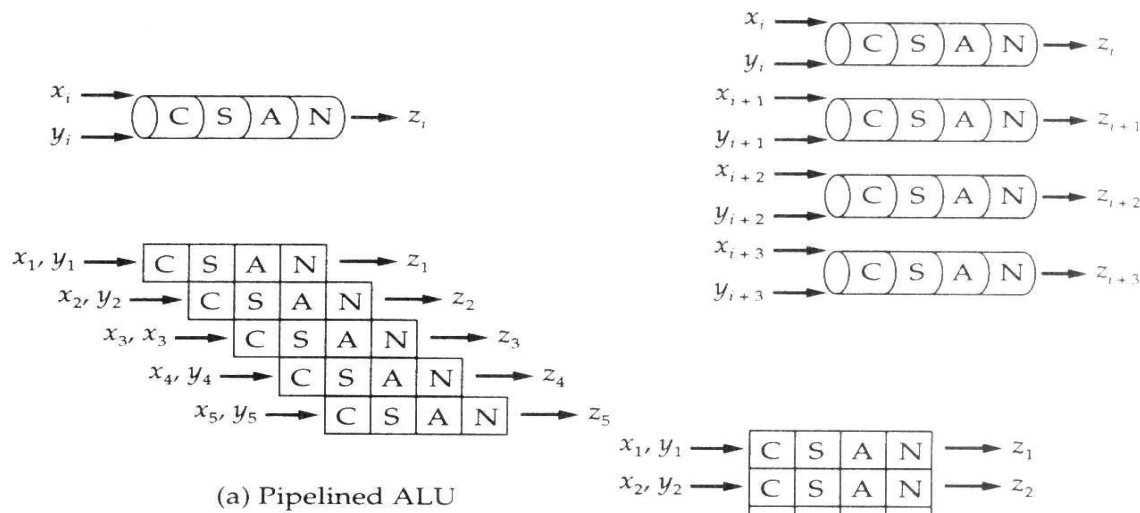 x_i
y_i
C S A N
z_i
x_1, y_1 C S A N z_1
x_2, y_2 C S A N z_2
x_3, x_3 C S A N z_3
x_4, y_4 C S A N z_4
x_5, y_5 C S A N z_5
(a) Pipelined ALU
x_i
y_i
C S A N
z_i
x_{i + 1}
y_{i+1}
C S A N
z_{i + 1}
x_{i + 2}
y_{i+2}
C S A N
z_{i + 2}
x_{i + 3}
y_{i+3}
C S A N
z_{i+3}
x_1, y_1 C S A N z_1
x_2, y_2 C S A N z_2